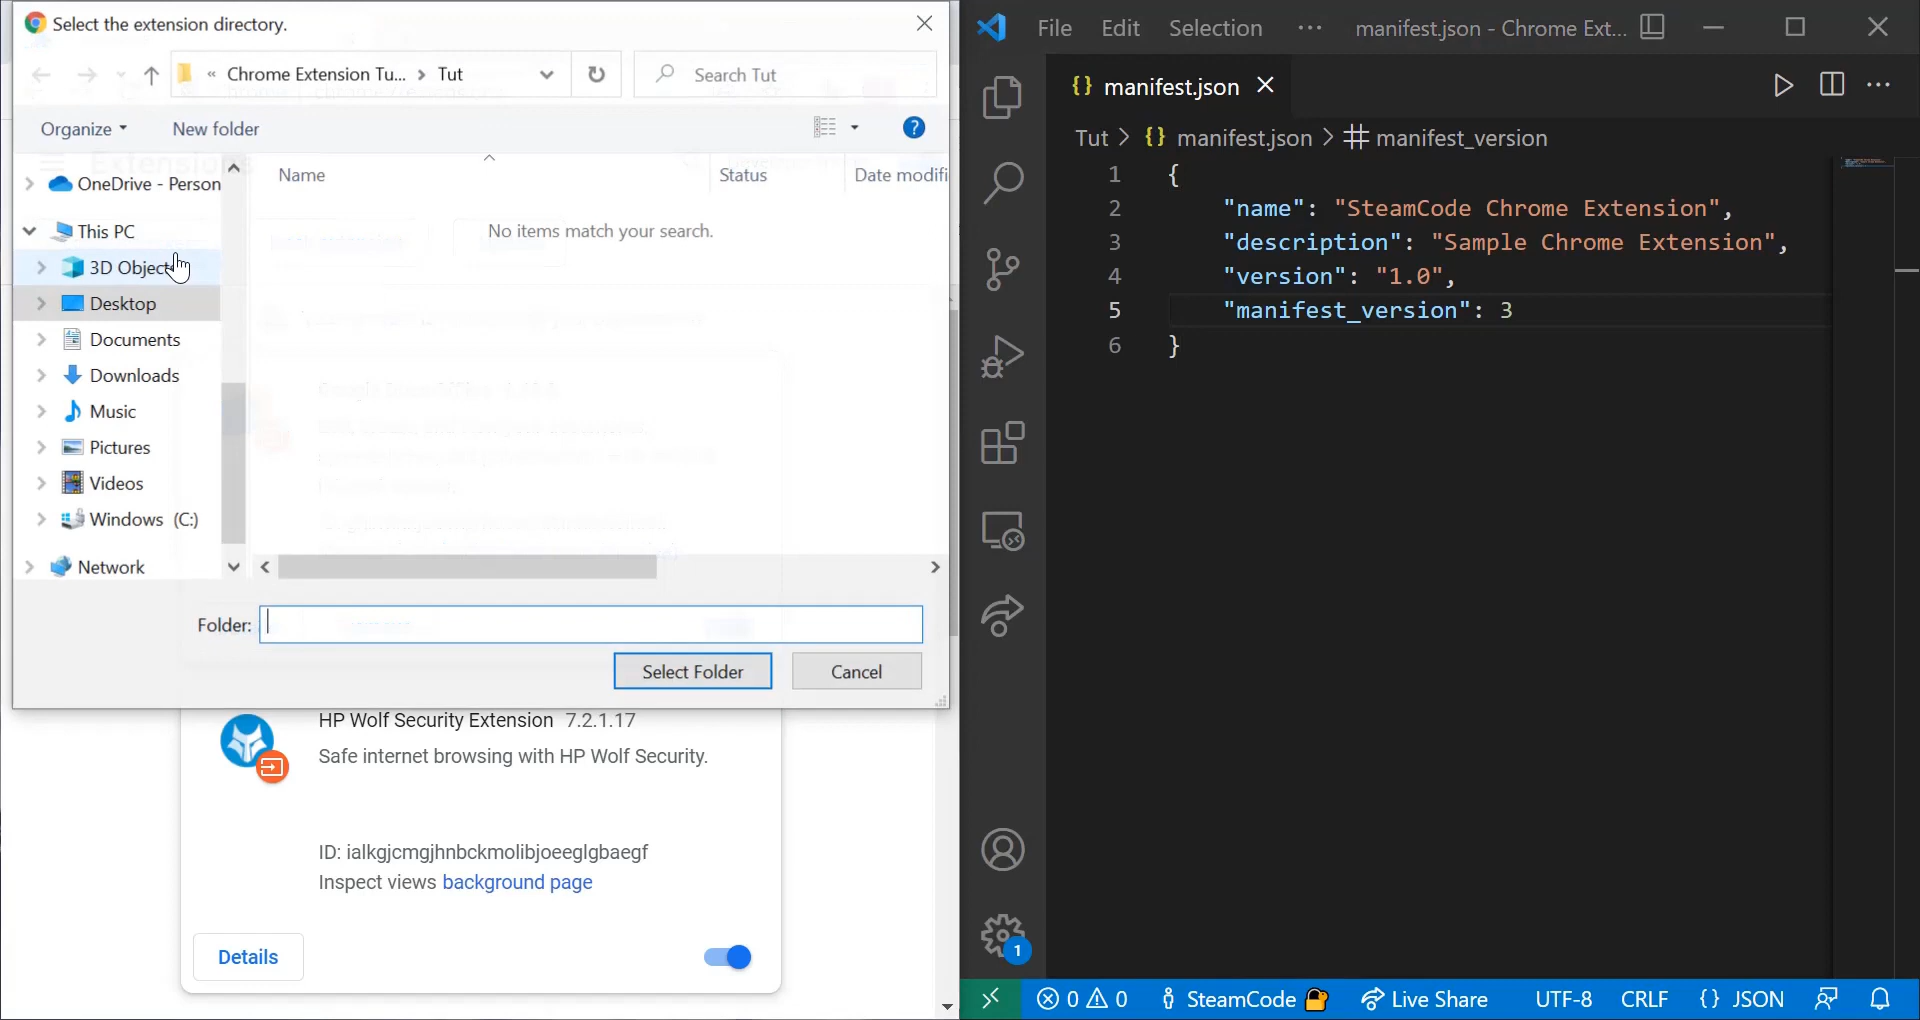 Select the extension directory.
« Chrome Extension Tu... > Tut
Search Tut
Organize
New folder
?
Extensions
OneDrive - Person
This PC
3D Object
Desktop
Documents
Downloads
Music
Pictures
Videos
Windows (C:)
Network
Name
Status
Date modifi
No items match your search.
Folder:
Select Folder
Cancel
HP Wolf Security Extension 7.2.1.17
Safe internet browsing with HP Wolf Security.
ID: ialkgjcmgjhnbckmolibjoeeglgbaegf
Inspect views background page
Details
File Edit Selection ···
manifest.json - Chrome Ext...
{} manifest.json
Tut > {} manifest.json > manifest_version
1 {
2 "name": "SteamCode Chrome Extension",
3 "description": "Sample Chrome Extension",
4 "version": "1.0",
5 "manifest_version": 3
6 }
1
0 0 SteamCode Live Share UTF-8 CRLF {} JSON